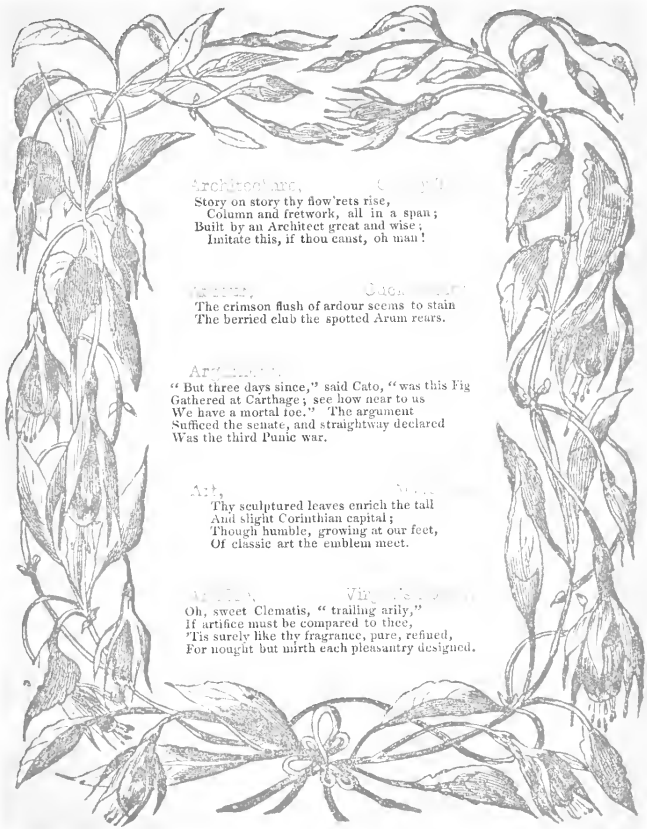 Architecture,
Story on story thy flow'rets rise,
Column and fretwork, all in a span;
Built by an Architect great and wise;
Imitate this, if thou canst, oh man!
The crimson flush of ardour seems to stain
The berried club the spotted Arum rears.
“ But three days since,” said Cato, “was this Fig
Gathered at Carthage; see how near to us
We have a mortal foe.” The argument
Sufficed the senate, and straightway declared
Was the third Punic war.
Art,
Thy sculptured leaves enrich the tall
And slight Corinthian capital;
Though humble, growing at our feet,
Of classic art the emblem meet.
Oh, sweet Clematis, “ trailing arily,”
If artifice must be compared to thee,
'Tis surely like thy fragrance, pure, refined,
For nought but mirth each pleasantry designed.